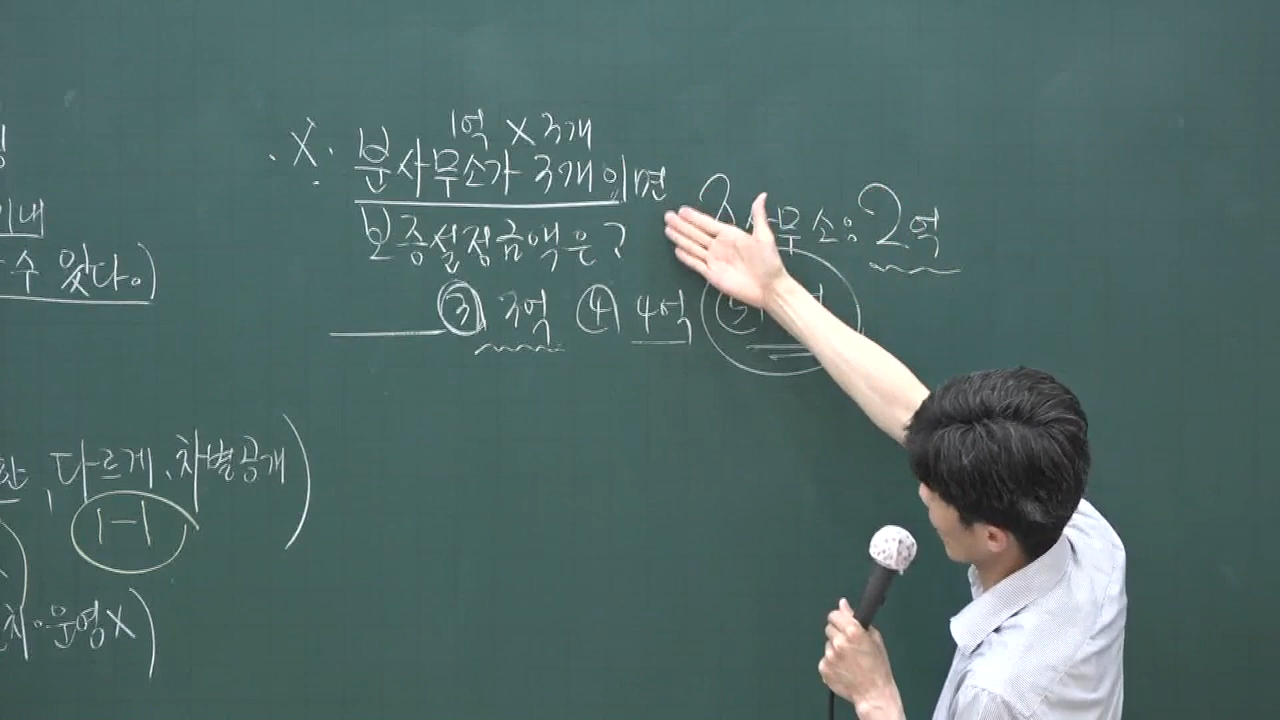 이내
수 있다.)
1억 X 3개
X. 분사무소가 3개 있면
보증설정금액은?
사무소: 2억
③ 3억 ④ 4억 ⑤
다르게, 차별공개)
1-1
운영X)